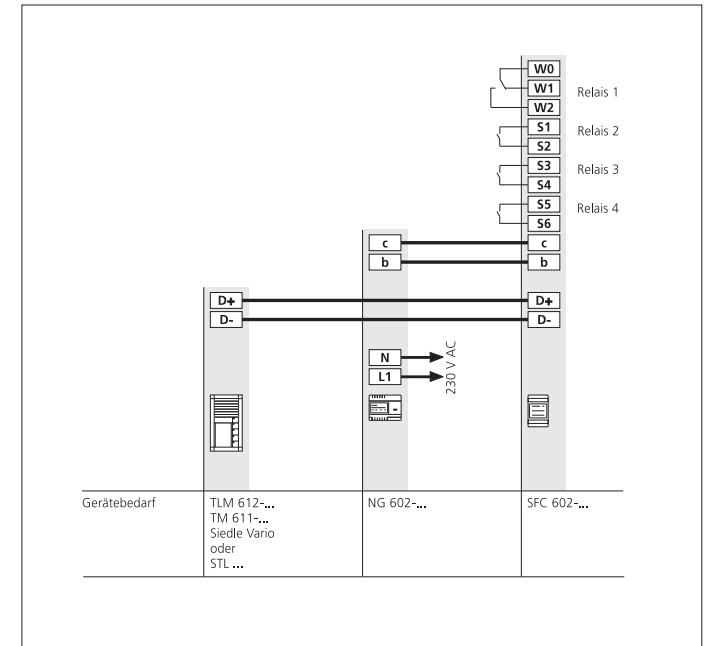 W0
W1
Relais 1
W2
S1
Relais 2
S2
S3
Relais 3
S4
S5
Relais 4
S6
c
c
b
b
D+
D+
D-
D-
N
L1
230 V AC
Gerätebedarf
TLM 612-...
TM 611-...
Siedle Vario
oder
STL ...
NG 602-...
SFC 602-...